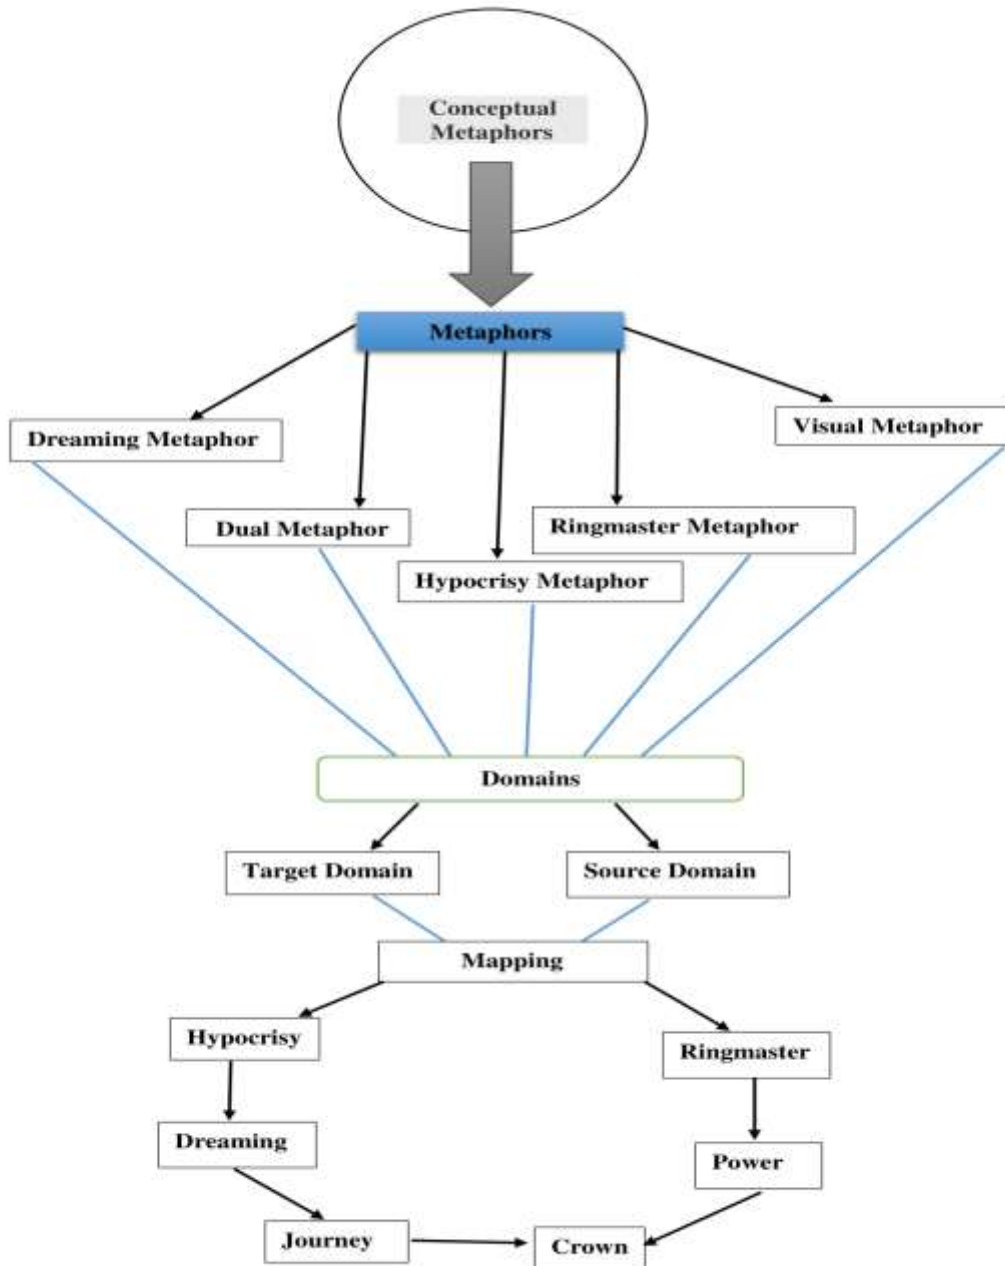 Conceptual
Metaphors
Metaphors
Dreaming Metaphor
Visual Metaphor
Dual Metaphor
Ringmaster Metaphor
Hypocrisy Metaphor
Domains
Target Domain
Source Domain
Mapping
Hypocrisy
Ringmaster
Dreaming
Power
Journey
Crown